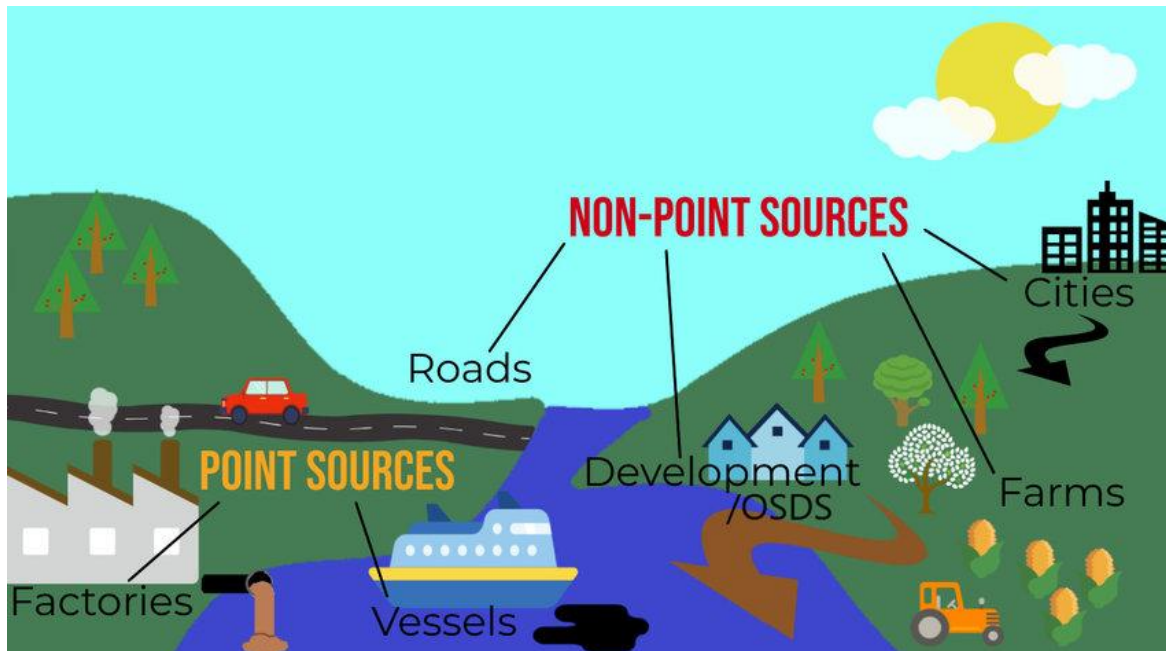 NON-POINT SOURCES
Cities
Roads
POINT SOURCES
Development
/OSDS
Farms
Factories
Vessels